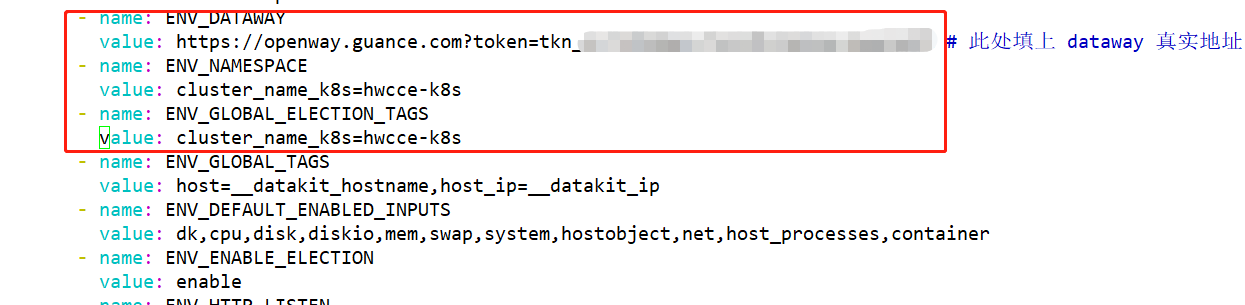 - name: ENV_DATAWAY
value: https://openway.guance.com?token=tkn_ # 此处填上 dataway 真实地址
- name: ENV_NAMESPACE
value: cluster_name_k8s=hwcce-k8s
- name: ENV_GLOBAL_ELECTION_TAGS
value: cluster_name_k8s=hwcce-k8s
- name: ENV_GLOBAL_TAGS
value: host=__datakit_hostname,host_ip=__datakit_ip
- name: ENV_DEFAULT_ENABLED_INPUTS
value: dk,cpu,disk,diskio,mem,swap,system,hostobject,net,host_processes,container
- name: ENV_ENABLE_ELECTION
value: enable
- name: ENV_HTTP_LISTEN